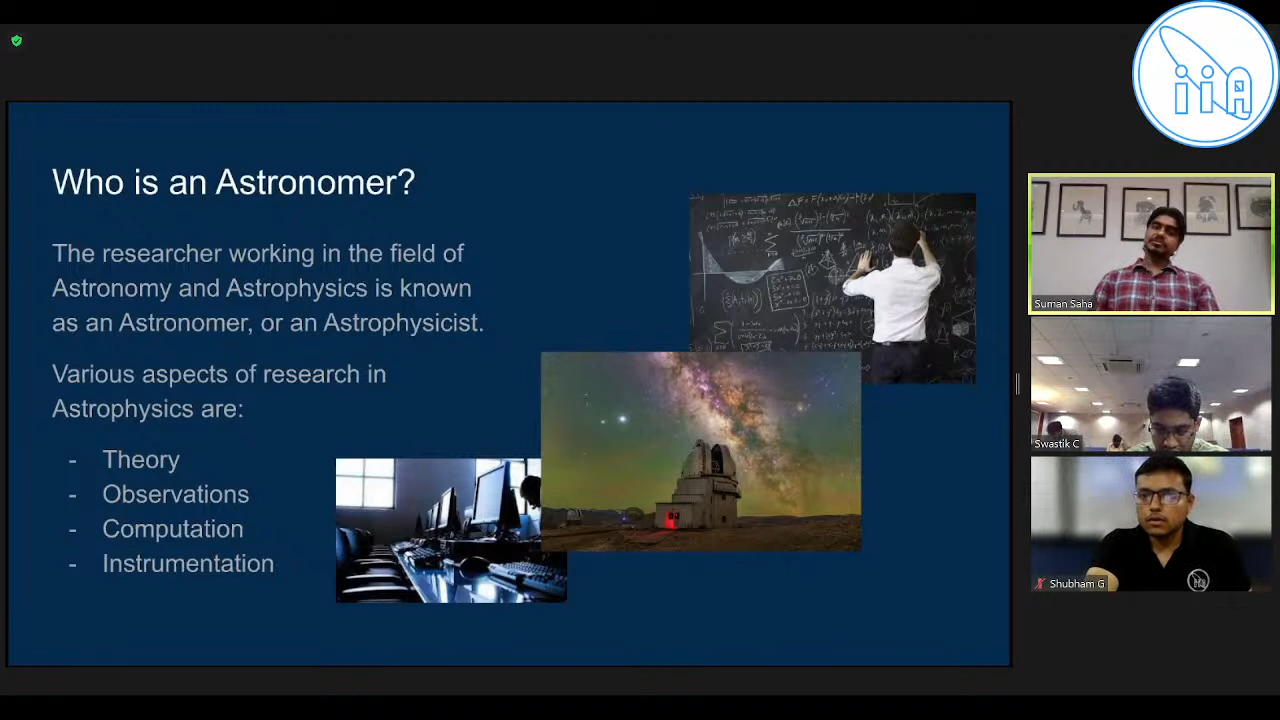 iiA
Who is an Astronomer?
The researcher working in the field of
Astronomy and Astrophysics is known
as an Astronomer, or an Astrophysicist.
Various aspects of research in
Astrophysics are:
- Theory
- Observations
- Computation
- Instrumentation
Suman Saha
Swastik C
Shubham G